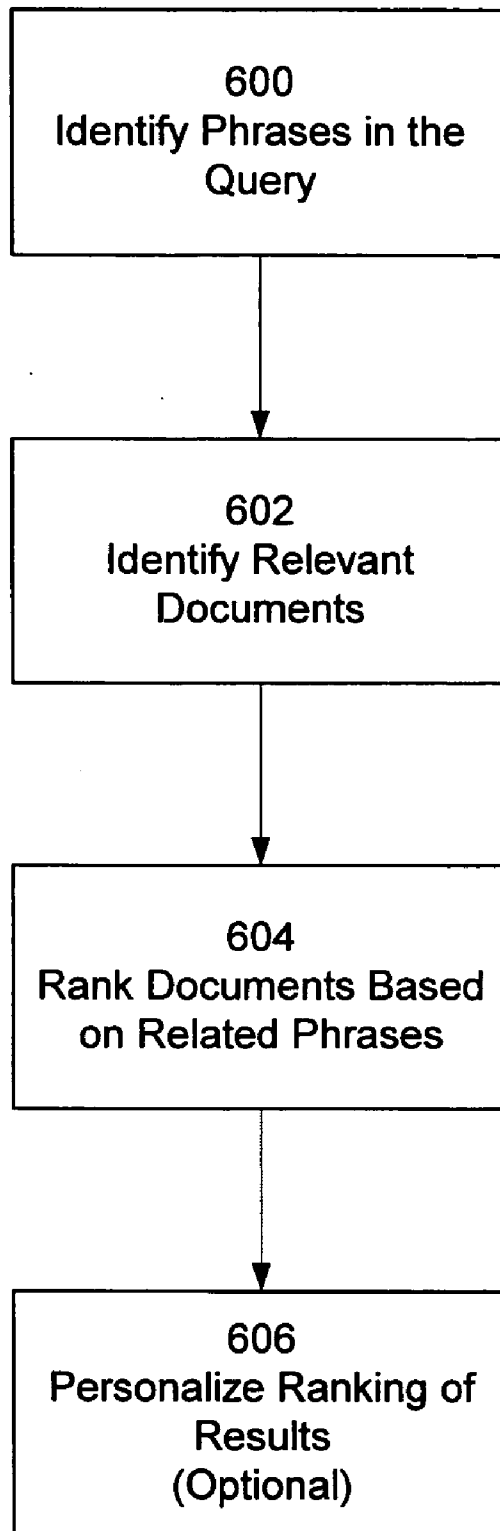 600
Identify Phrases in the
Query
602
Identify Relevant
Documents
604
Rank Documents Based
on Related Phrases
606
Personalize Ranking of
Results
(Optional)